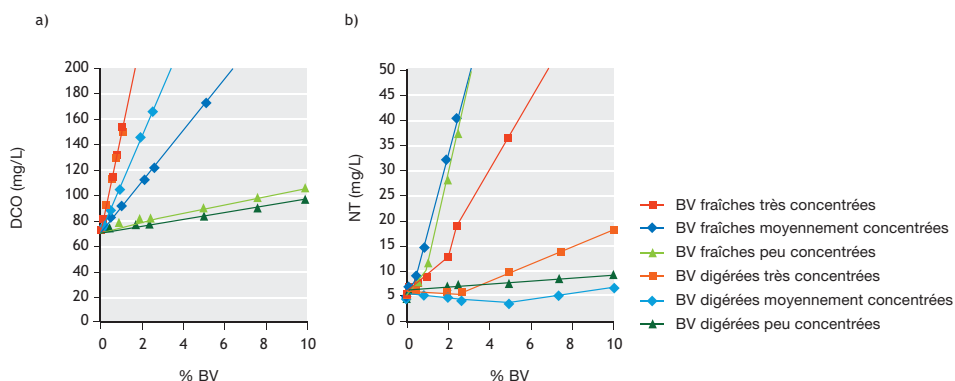 a)
b)
200
180
160
140
120
100
80
60
40
20
0
DCO (mg/L)
0 2 4 6 8 10
% BV
50
45
40
35
30
25
20
15
10
5
0
NT (mg/L)
0 2 4 6 8 10
% BV
BV fraîches très concentrées
BV fraîches moyennement concentrées
BV fraîches peu concentrées
BV digérées très concentrées
BV digérées moyennement concentrées
BV digérées peu concentrées